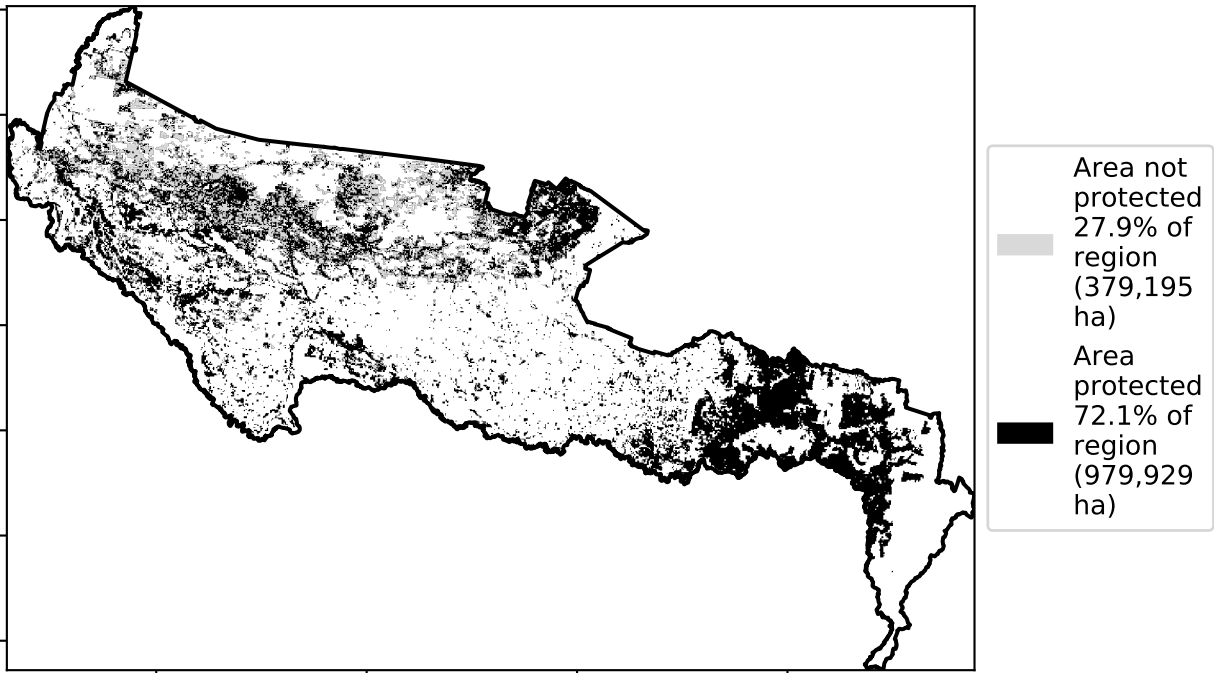 Area not
protected
27.9% of
region
(379,195
ha)
Area
protected
72.1% of
region
(979,929
ha)